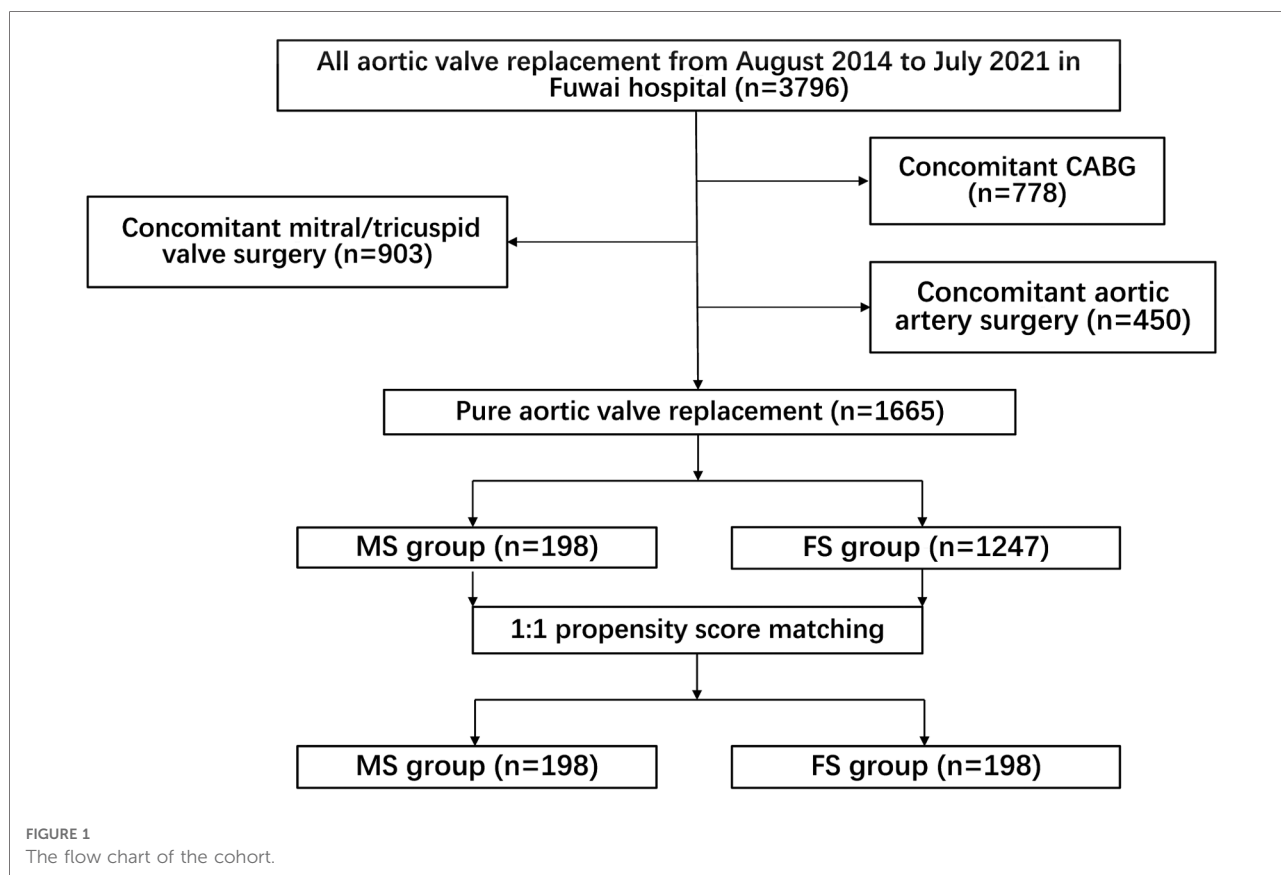 All aortic valve replacement from August 2014 to July 2021 in
Fuwai hospital (n=3796)
Concomitant CABG
(n=778)
Concomitant mitral/tricuspid
valve surgery (n=903)
Concomitant aortic
artery surgery (n=450)
Pure aortic valve replacement (n=1665)
MS group (n=198)
FS group (n=1247)
1:1 propensity score matching
MS group (n=198)
FS group (n=198)
FIGURE 1
The flow chart of the cohort.